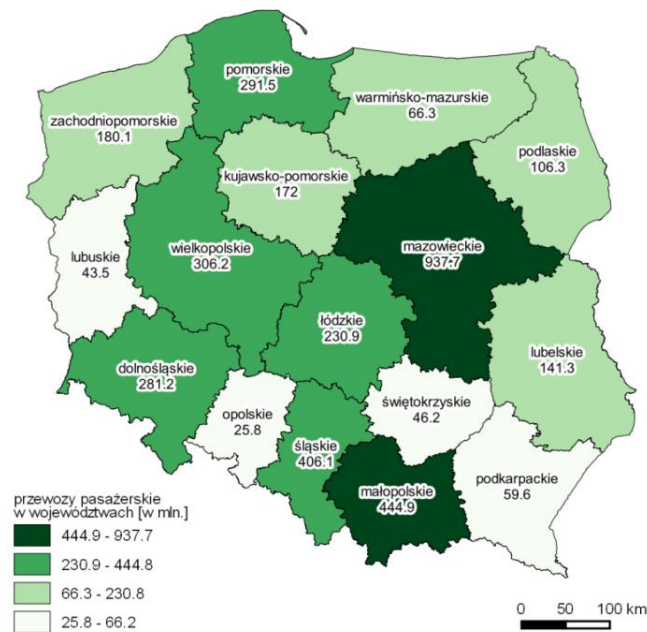 pomorskie
291.5
warmińsko-mazurskie
66.3
zachodniopomorskie
180.1
podlaskie
106.3
kujawsko-pomorskie
172
mazowieckie
937.7
lubuskie
43.5
wielkopolskie
306.2
łódzkie
230.9
lubelskie
141.3
dolnośląskie
281.2
opolskie
25.8
świętokrzyskie
46.2
śląskie
406.1
małopolskie
444.9
podkarpackie
59.6
przewozy pasażerskie
w województwach [w mln.]
444.9 - 937.7
230.9 - 444.8
66.3 - 230.8
25.8 - 66.2
0 50 100 km